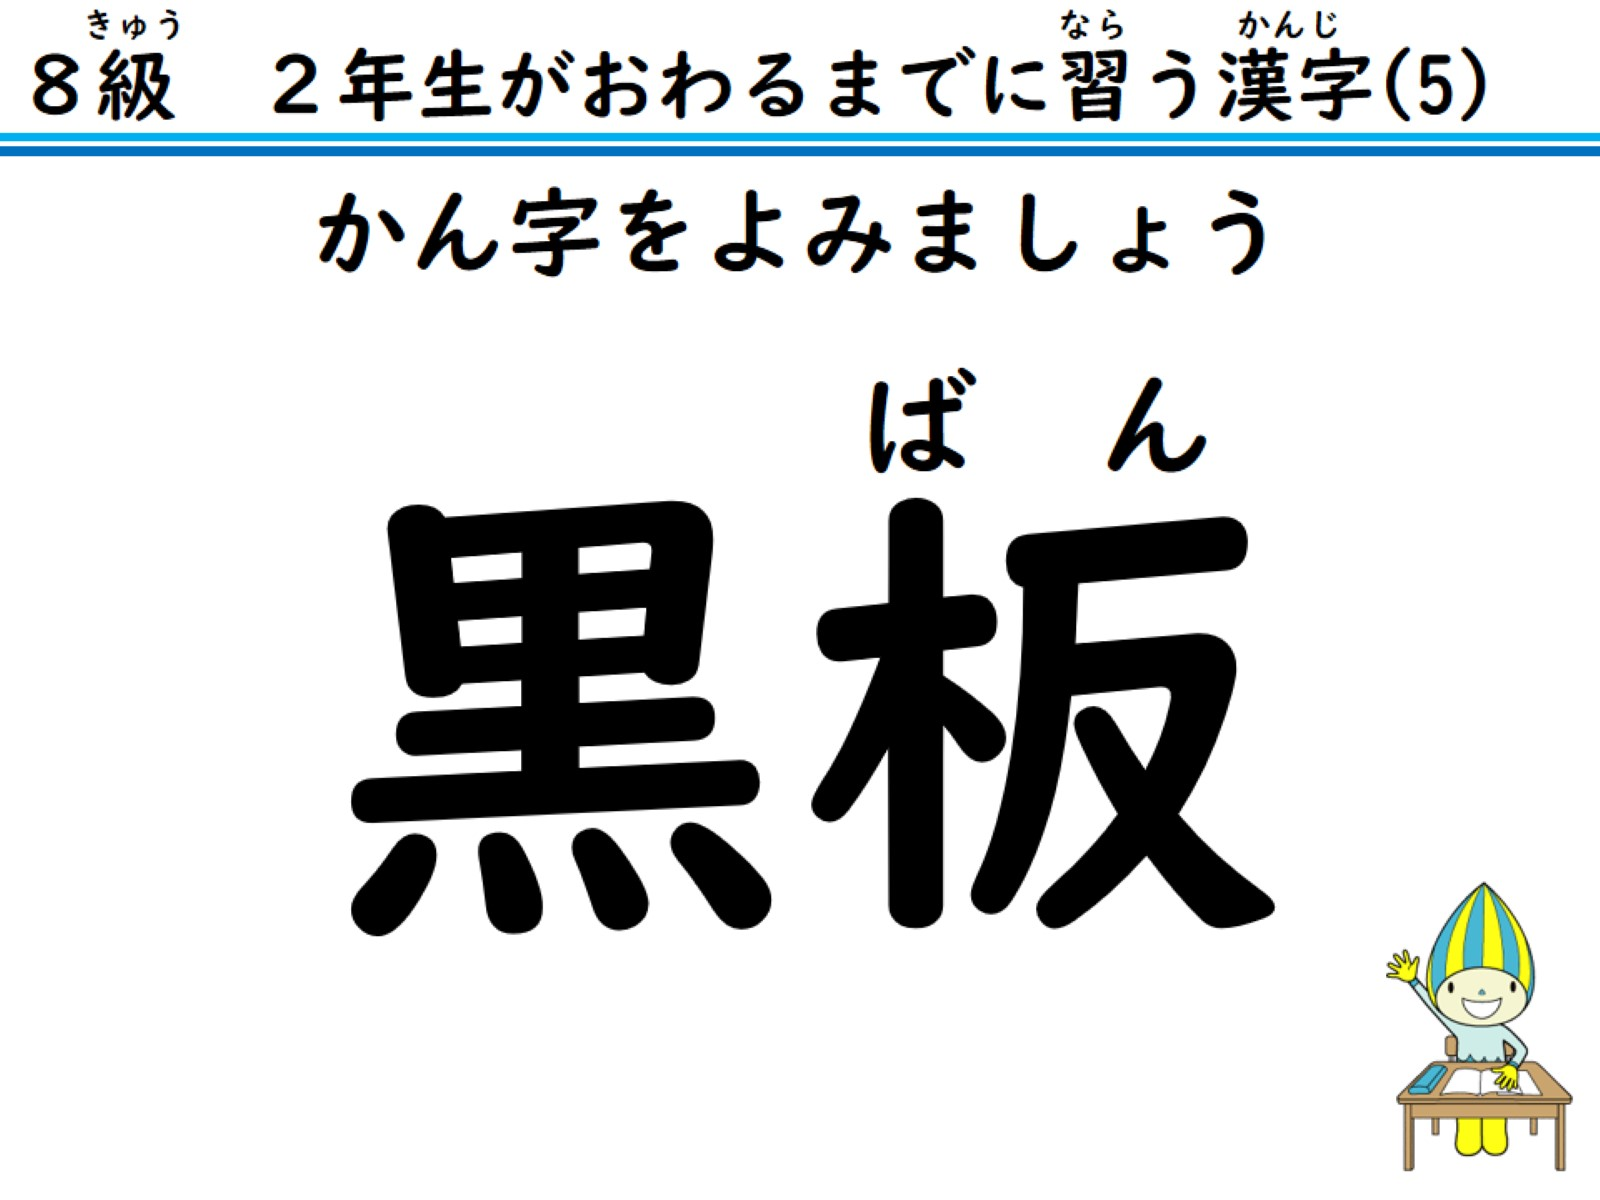 きゅう なら かんじ
8級　２年生がおわるまでに習う漢字(5)
かん字をよみましょう
ばん
黒板